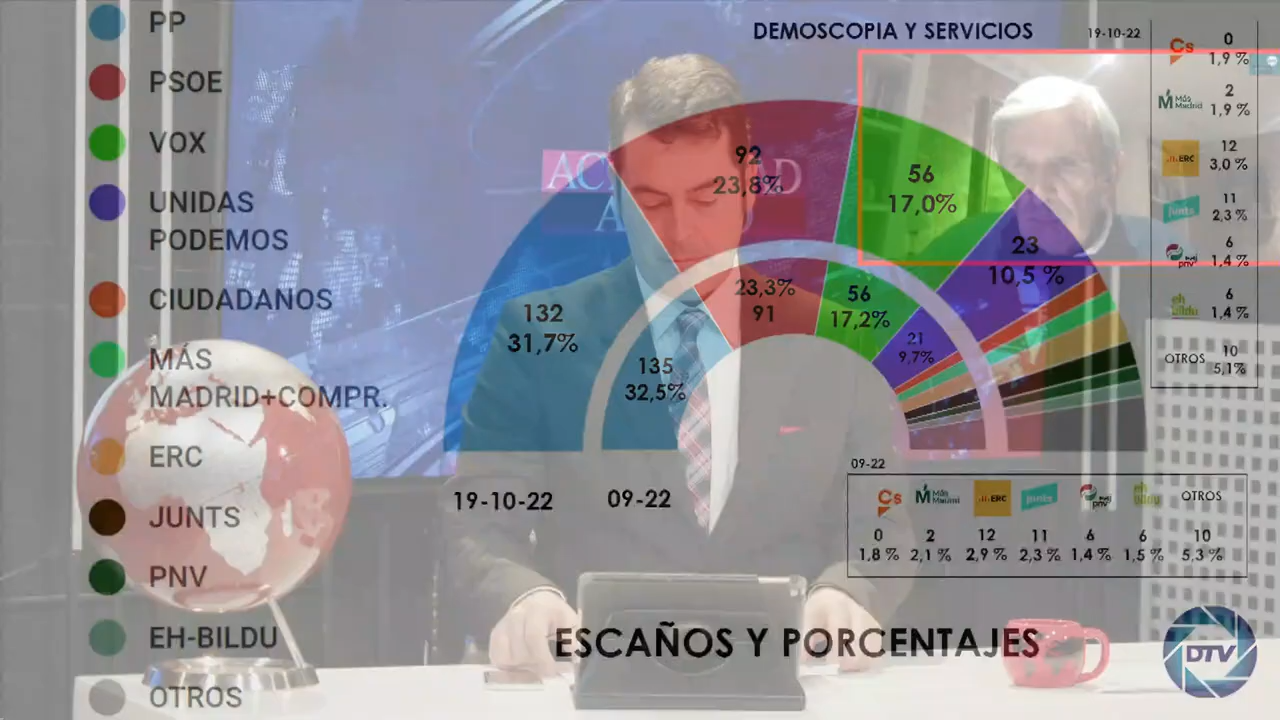 PP
PSOE
VOX
UNIDAS
PODEMOS
CIUDADANOS
MÁS
MADRID+COMPR.
ERC
JUNTS
PNV
EH-BILDU
OTROS
DEMOSCOPIA Y SERVICIOS
19-10-22
132
31,7%
92
23,8%
56
17,0%
23
10,5 %
135
32,5%
23,3%
91
56
17,2%
21
9,7%
19-10-22
09-22
Cs
0
1,9 %
Más
Madrid
2
1,9 %
ERC
12
3,0 %
junts
11
2,3 %
eaj
pnv
6
1,4 %
eh
bildu
6
1,4 %
OTROS
10
5,1%
09-22
Cs Más Madrid ERC junts eaj pnv eh bildu OTROS
0 2 12 11 6 6 10
1,8 % 2,1 % 2,9 % 2,3 % 1,4 % 1,5 % 5,3 %
ESCAÑOS Y PORCENTAJES
DTV